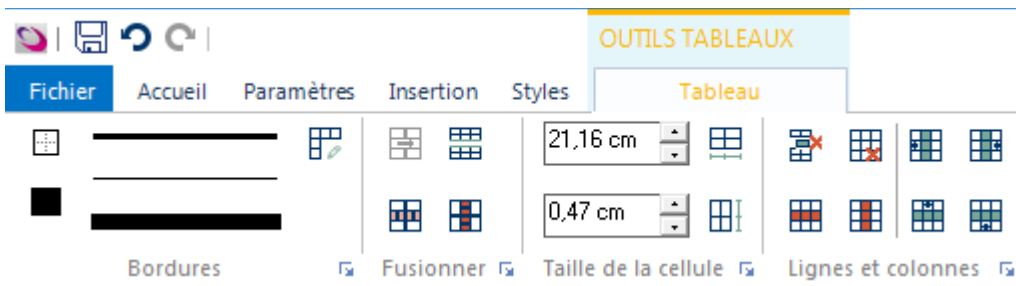 OUTILS TABLEAUX
Fichier Accueil Paramètres Insertion Styles Tableau
21,16 cm
0,47 cm
Bordures Fusionner Taille de la cellule Lignes et colonnes